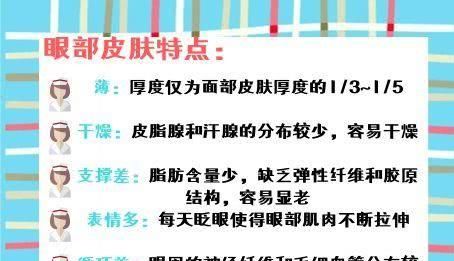 眼部皮肤特点：
薄：厚度仅为面部皮肤厚度的1/3~1/5
干燥：皮脂腺和汗腺的分布较少，容易干燥
支撑差：脂肪含量少，缺乏弹性纤维和胶原
结构，容易显老
表情多：每天眨眼使得眼部肌肉不断拉伸
循环差：眼周的神经纤维和毛细血管分布较